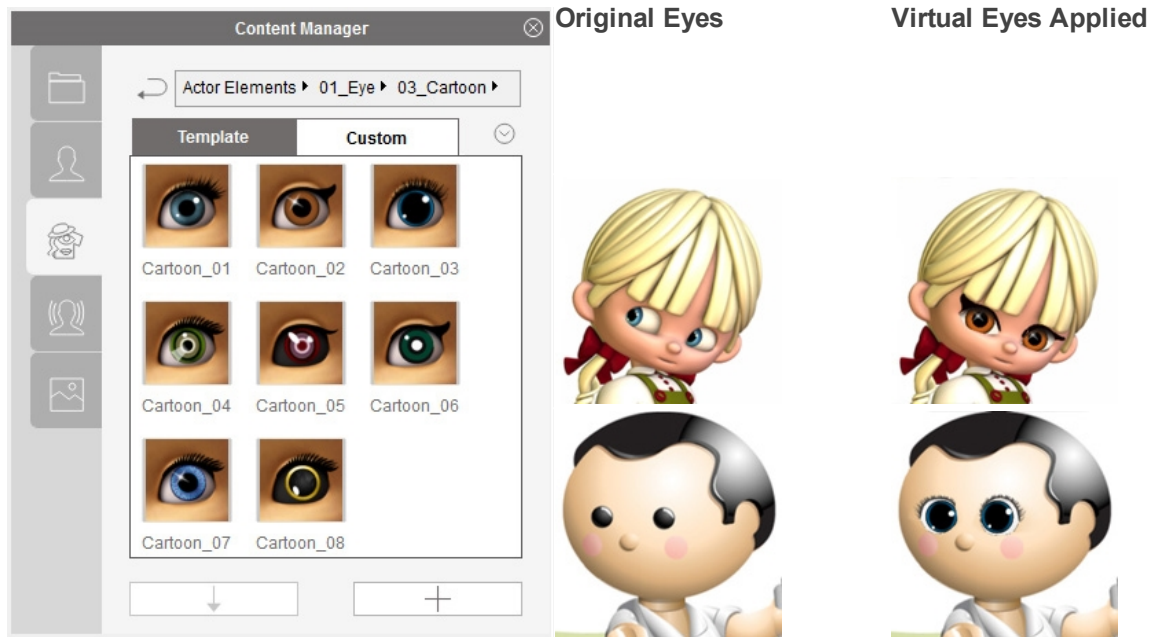 Content Manager
Actor Elements 01_Eye 03_Cartoon
Template Custom
Cartoon_01 Cartoon_02 Cartoon_03
Cartoon_04 Cartoon_05 Cartoon_06
Cartoon_07 Cartoon_08
Original Eyes
Virtual Eyes Applied